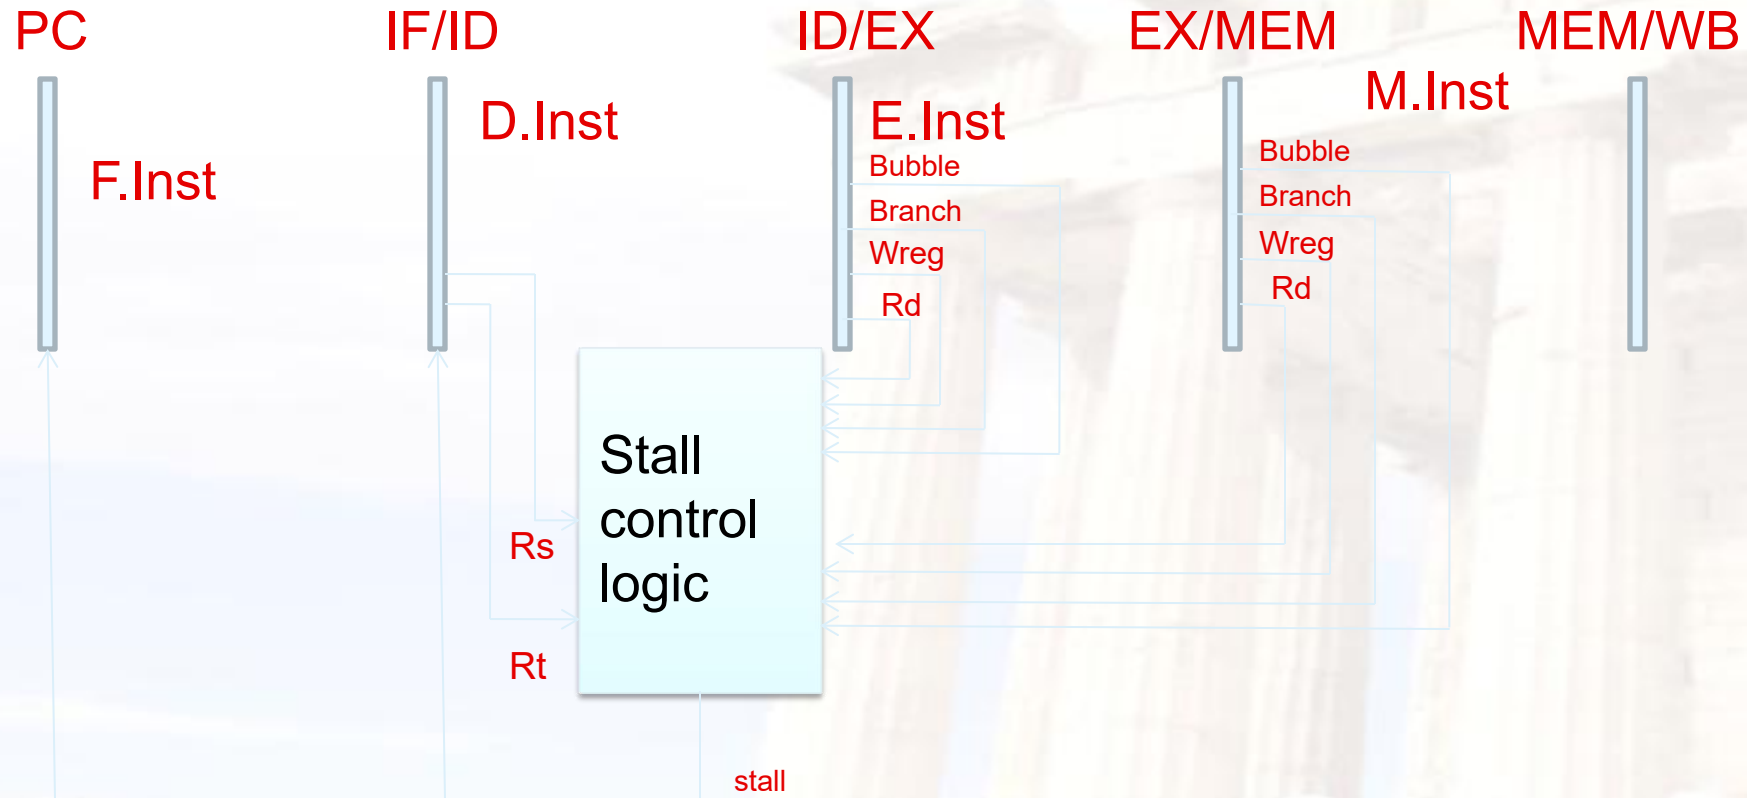 PC
IF/ID
ID/EX
EX/MEM
MEM/WB
F.Inst
D.Inst
E.Inst
M.Inst
Bubble
Branch
Wreg
Rd
Bubble
Branch
Wreg
Rd
Stall
control
logic
Rs
Rt
stall